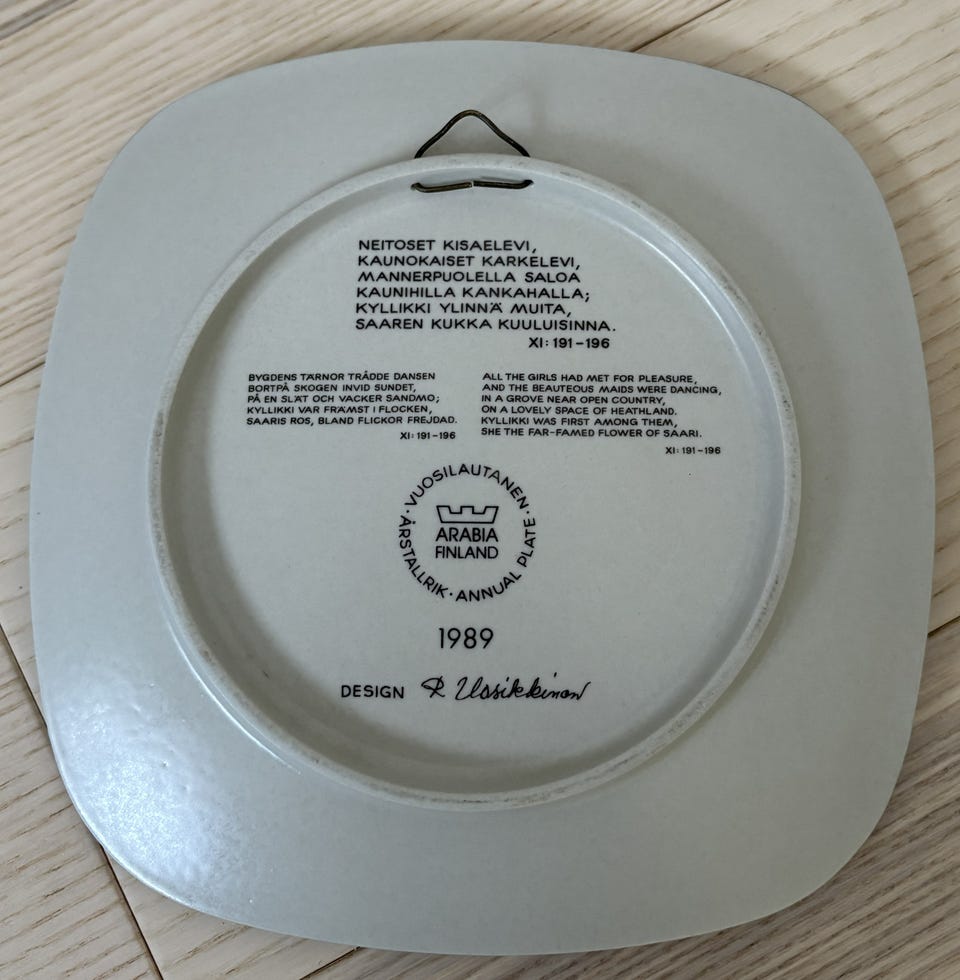 NEITOSET KISAELEVI,
KAUNOKAISET KARKELEVI,
MANNERPUOLELLA SALOA
KAUNIHILLA KANKAHALLA;
KYLLIKKI YLINNÄ MUITA,
SAAREN KUKKA KUULUISINNA.
XI: 191–196
BYGDENS TÄRNOR TRÅDDE DANSEN
BORTPÅ SKOGEN INVID SUNDET,
PÅ EN SLÄT OCH VACKER SANDMO;
KYLLIKKI VAR FRÄMST I FLOCKEN,
SAARIS ROS, BLAND FLICKOR FREJDAD.
XI: 191–196
ALL THE GIRLS HAD MET FOR PLEASURE,
AND THE BEAUTEOUS MAIDS WERE DANCING,
IN A GROVE NEAR OPEN COUNTRY,
ON A LOVELY SPACE OF HEATHLAND.
KYLLIKKI WAS FIRST AMONG THEM,
SHE THE FAR-FAMED FLOWER OF SAARI.
XI: 191–196
· VUOSILAUTANEN · ANNUAL PLATE · ÅRSTALLRIK
ARABIA
FINLAND
1989
DESIGN R. Uosikkinen